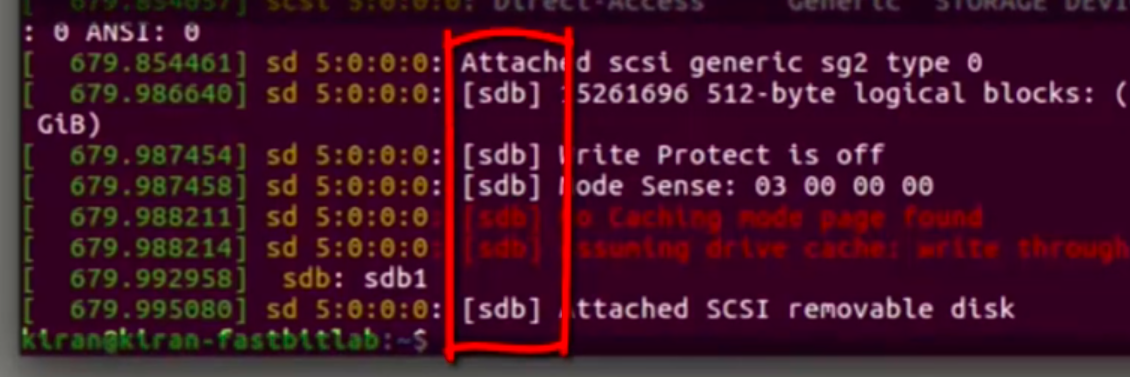 scsi 5:0:0:0: Direct-Access Generic STORAGE DEVI
: 0 ANSI: 0
[ 679.854461] sd 5:0:0:0: Attached scsi generic sg2 type 0
[ 679.986640] sd 5:0:0:0: [sdb] 15261696 512-byte logical blocks: (
GiB)
[ 679.987454] sd 5:0:0:0: [sdb] Write Protect is off
[ 679.987458] sd 5:0:0:0: [sdb] Mode Sense: 03 00 00 00
[ 679.988211] sd 5:0:0:0: [sdb] No Caching mode page found
[ 679.988214] sd 5:0:0:0: [sdb] Assuming drive cache: write through
[ 679.992958] sdb: sdb1
[ 679.995080] sd 5:0:0:0: [sdb] Attached SCSI removable disk
kiran@kiran-fastbitlab:~$